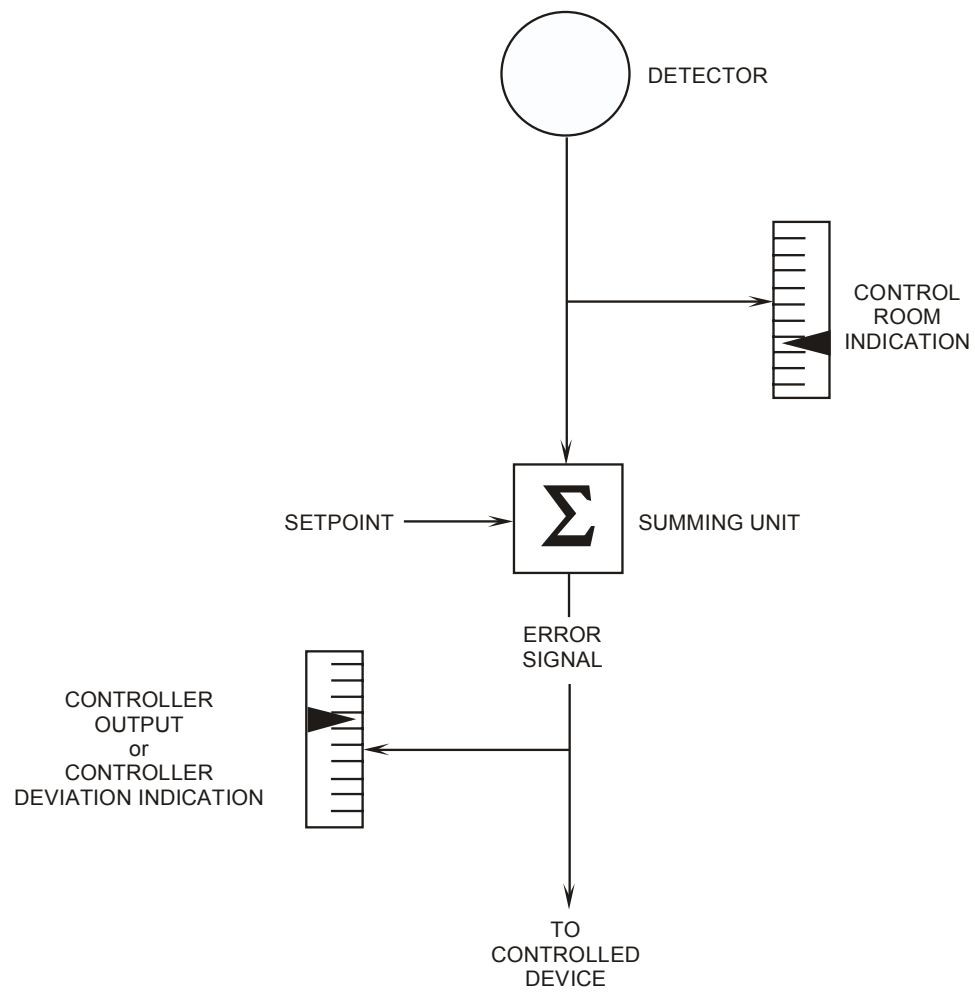 DETECTOR
CONTROL
ROOM
INDICATION
SETPOINT
Σ
SUMMING UNIT
ERROR
SIGNAL
CONTROLLER
OUTPUT
or
CONTROLLER
DEVIATION INDICATION
TO
CONTROLLED
DEVICE